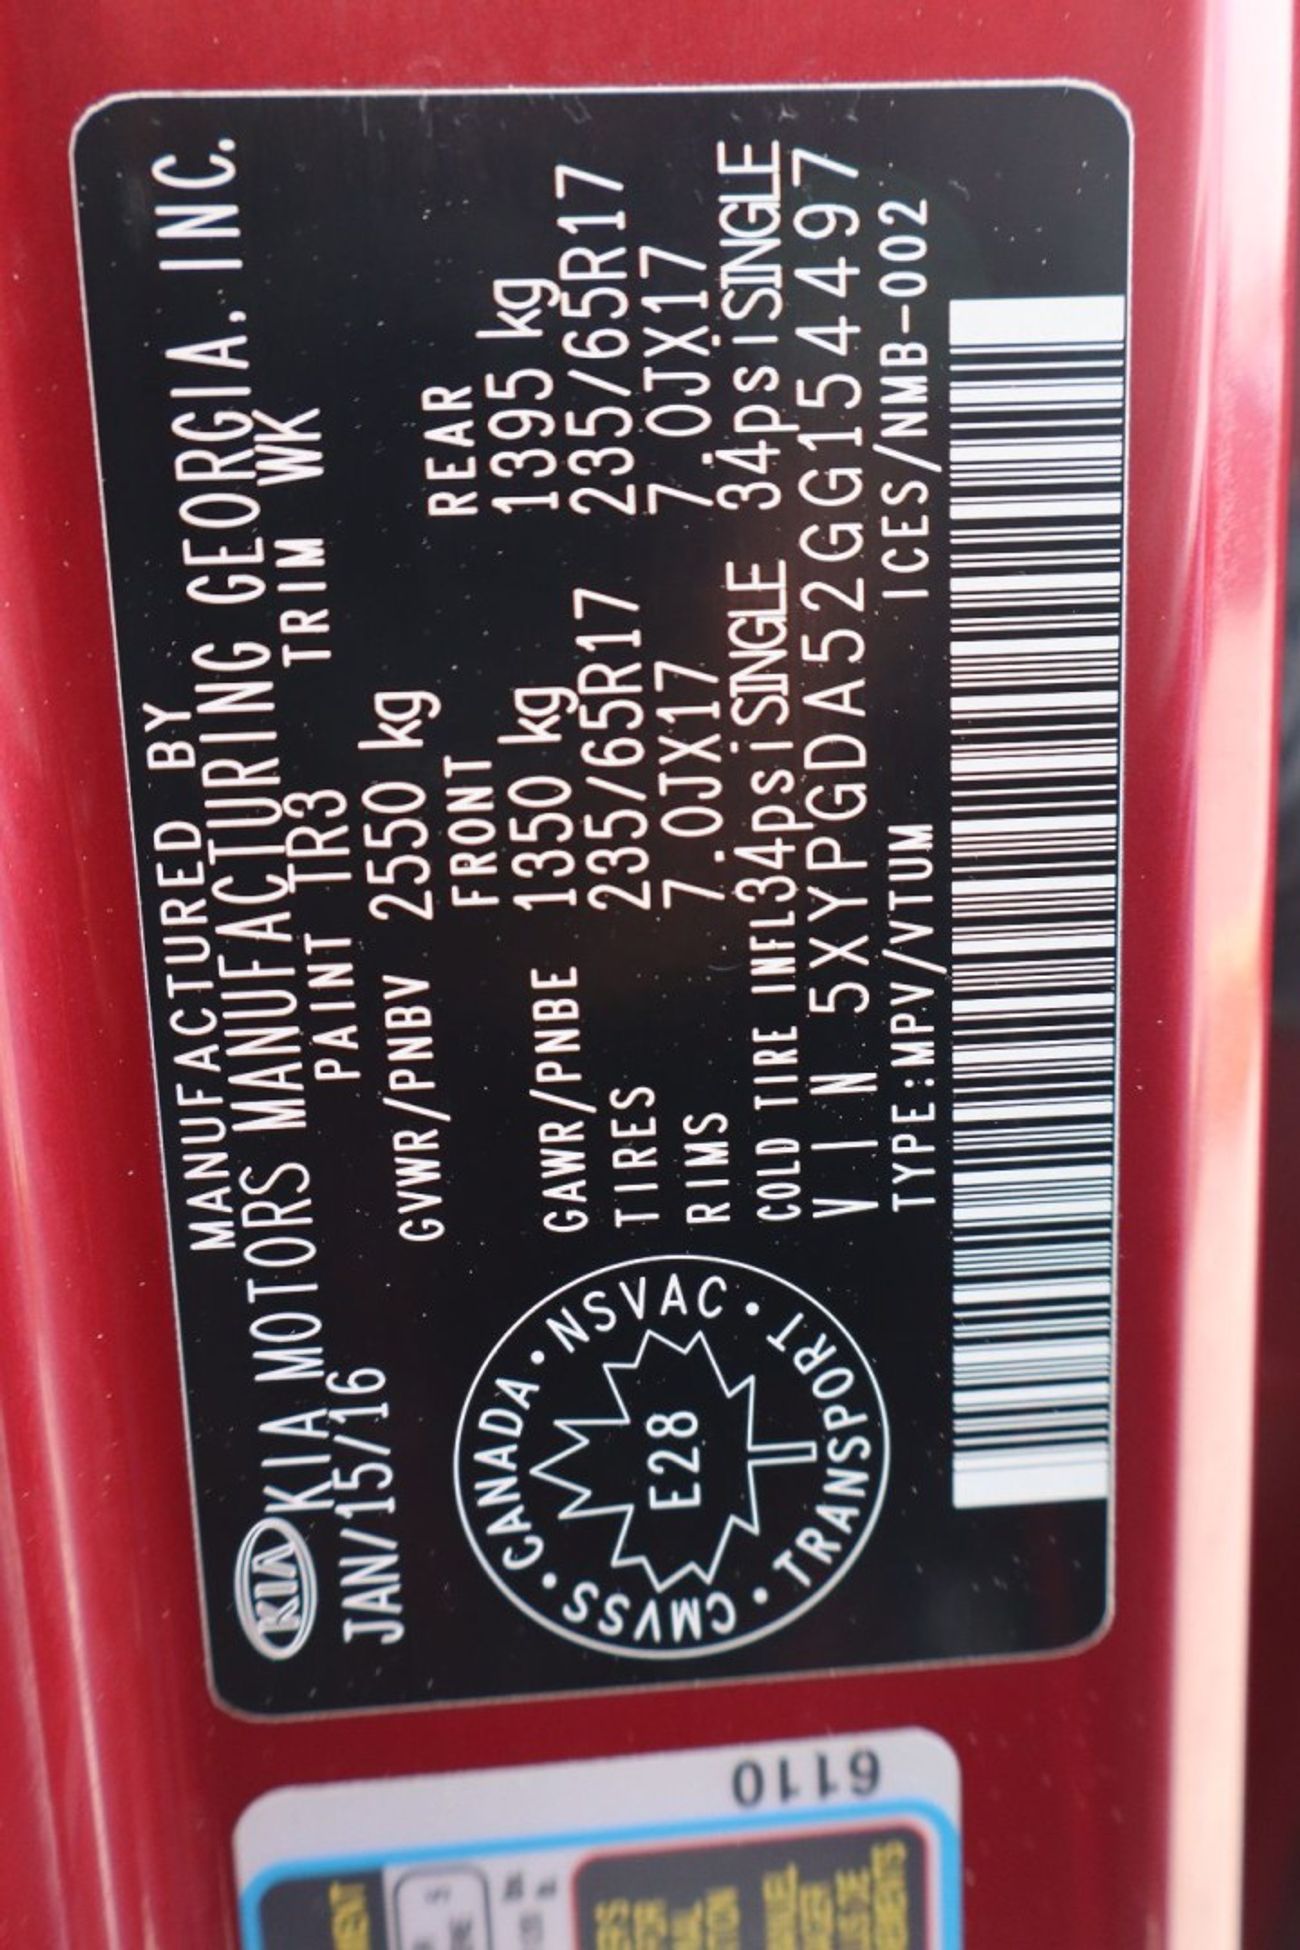 MANUFACTURED BY
KIA KIA MOTORS MANUFACTURING GEORGIA, INC.
JAN/15/16 PAINT TR3 TRIM WK
GVWR/PNBV 2550 kg
FRONT REAR
GAWR/PNBE 1350 kg 1395 kg
TIRES 235/65R17 235/65R17
RIMS 7.0JX17 7.0JX17
COLD TIRE INFL 34psi SINGLE 34psi SINGLE
VIN 5XYPGDA52GG154497
TYPE:MPV/VTUM ICES/NMB-002
CANADA • NSVAC • TRANSPORT • CMVSS •
E28
6110